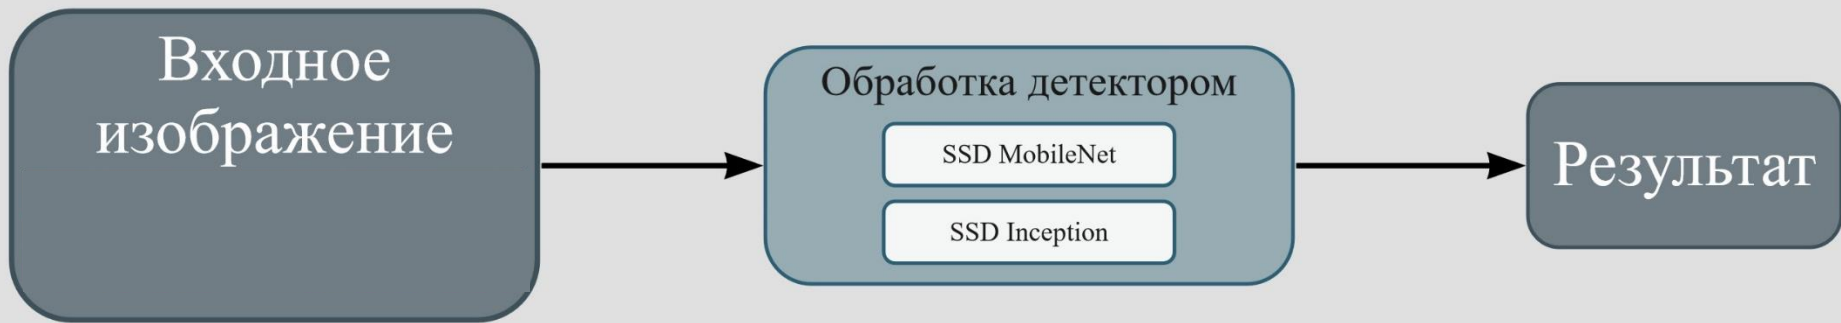 Входное
изображение
Обработка детектором
SSD MobileNet
SSD Inception
Результат